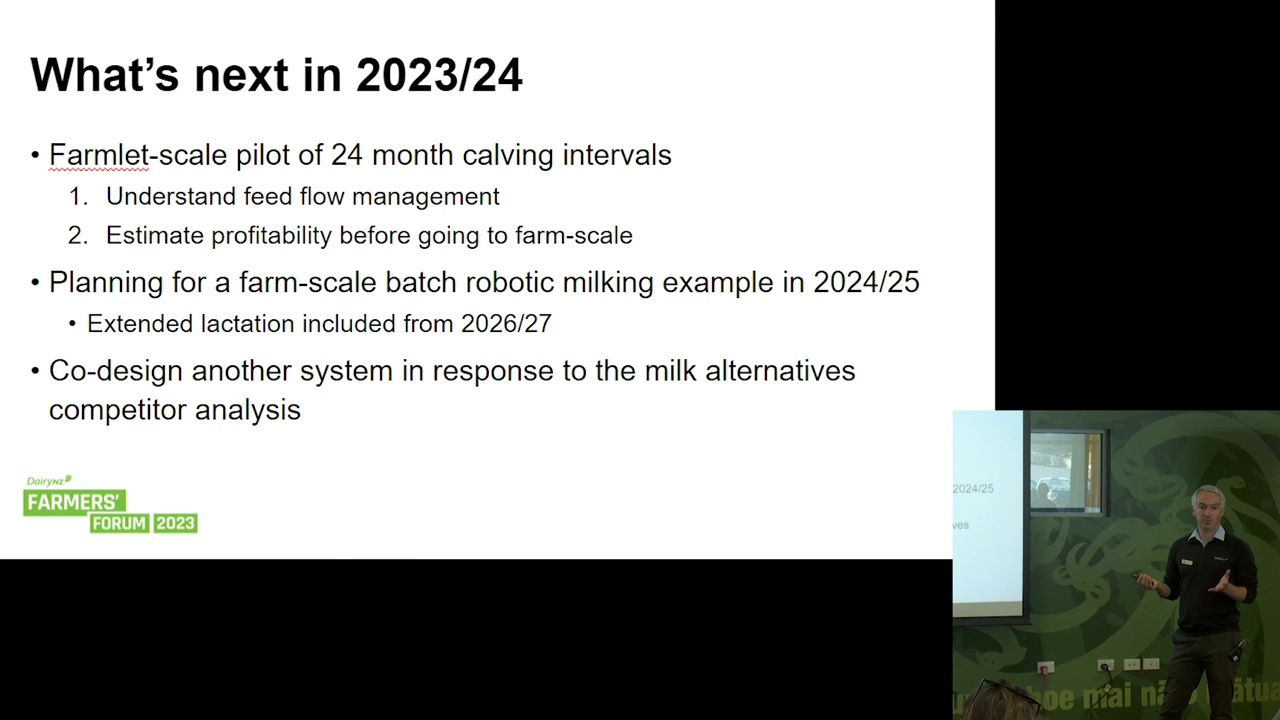 What’s next in 2023/24
• Farmlet-scale pilot of 24 month calving intervals
1. Understand feed flow management
2. Estimate profitability before going to farm-scale
• Planning for a farm-scale batch robotic milking example in 2024/25
• Extended lactation included from 2026/27
• Co-design another system in response to the milk alternatives
competitor analysis
DairyNZ
FARMERS’
FORUM 2023
2024/25
ves
hoe mai nā